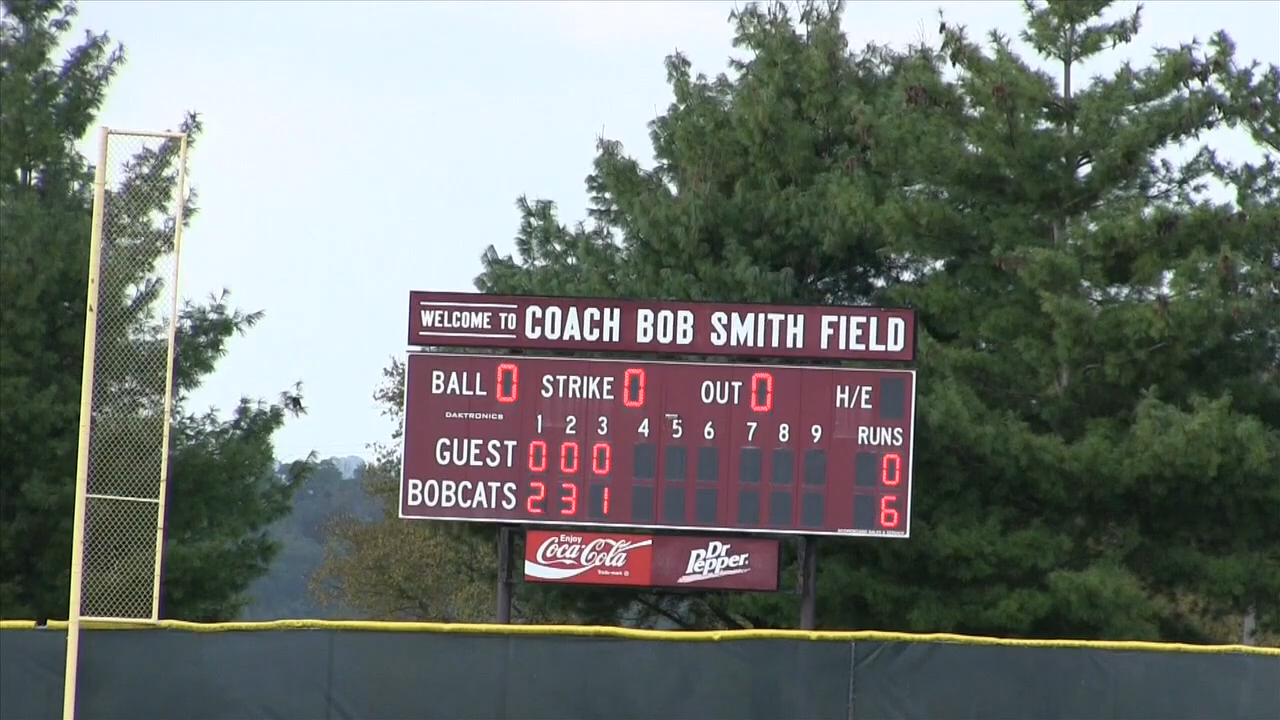 WELCOME TO COACH BOB SMITH FIELD
BALL 0 STRIKE 0 OUT 0 H/E
DAKTRONICS
1 2 3 4 5 6 7 8 9 RUNS
GUEST 0 0 0 0
BOBCATS 2 3 1 6
Enjoy
Coca-Cola
Trade-mark ®
Dr Pepper